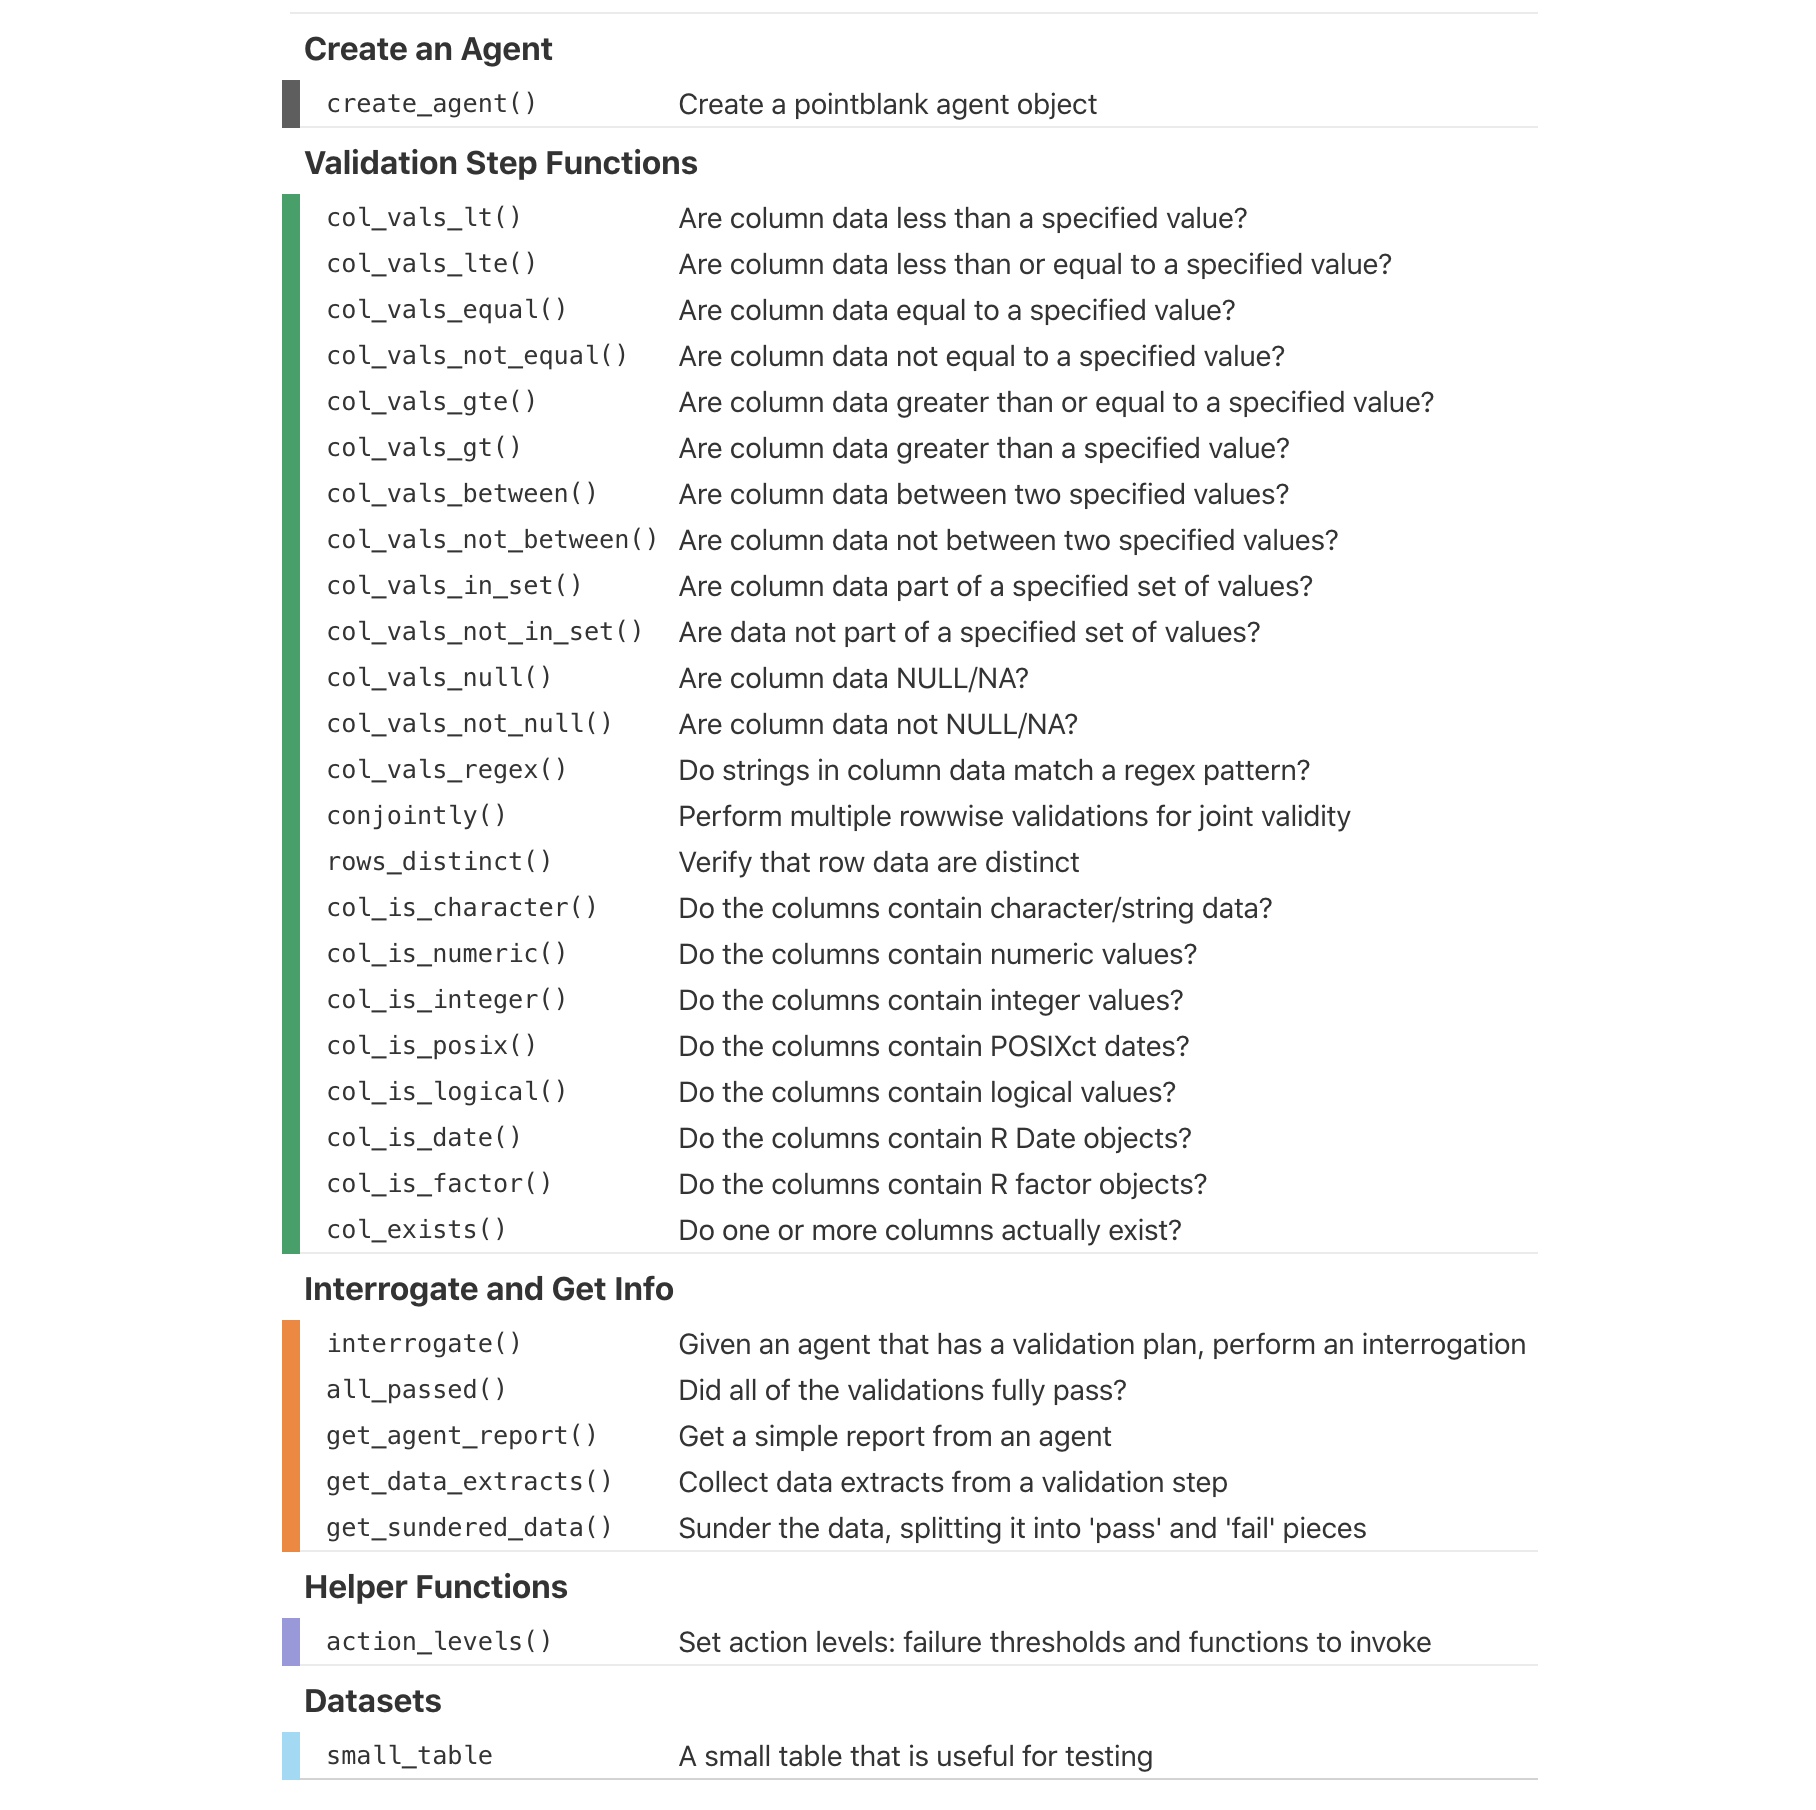 Create an Agent
create_agent() Create a pointblank agent object
Validation Step Functions
col_vals_lt() Are column data less than a specified value?
col_vals_lte() Are column data less than or equal to a specified value?
col_vals_equal() Are column data equal to a specified value?
col_vals_not_equal() Are column data not equal to a specified value?
col_vals_gte() Are column data greater than or equal to a specified value?
col_vals_gt() Are column data greater than a specified value?
col_vals_between() Are column data between two specified values?
col_vals_not_between() Are column data not between two specified values?
col_vals_in_set() Are column data part of a specified set of values?
col_vals_not_in_set() Are data not part of a specified set of values?
col_vals_null() Are column data NULL/NA?
col_vals_not_null() Are column data not NULL/NA?
col_vals_regex() Do strings in column data match a regex pattern?
conjointly() Perform multiple rowwise validations for joint validity
rows_distinct() Verify that row data are distinct
col_is_character() Do the columns contain character/string data?
col_is_numeric() Do the columns contain numeric values?
col_is_integer() Do the columns contain integer values?
col_is_posix() Do the columns contain POSIXct dates?
col_is_logical() Do the columns contain logical values?
col_is_date() Do the columns contain R Date objects?
col_is_factor() Do the columns contain R factor objects?
col_exists() Do one or more columns actually exist?
Interrogate and Get Info
interrogate() Given an agent that has a validation plan, perform an interrogation
all_passed() Did all of the validations fully pass?
get_agent_report() Get a simple report from an agent
get_data_extracts() Collect data extracts from a validation step
get_sundered_data() Sunder the data, splitting it into 'pass' and 'fail' pieces
Helper Functions
action_levels() Set action levels: failure thresholds and functions to invoke
Datasets
small_table A small table that is useful for testing